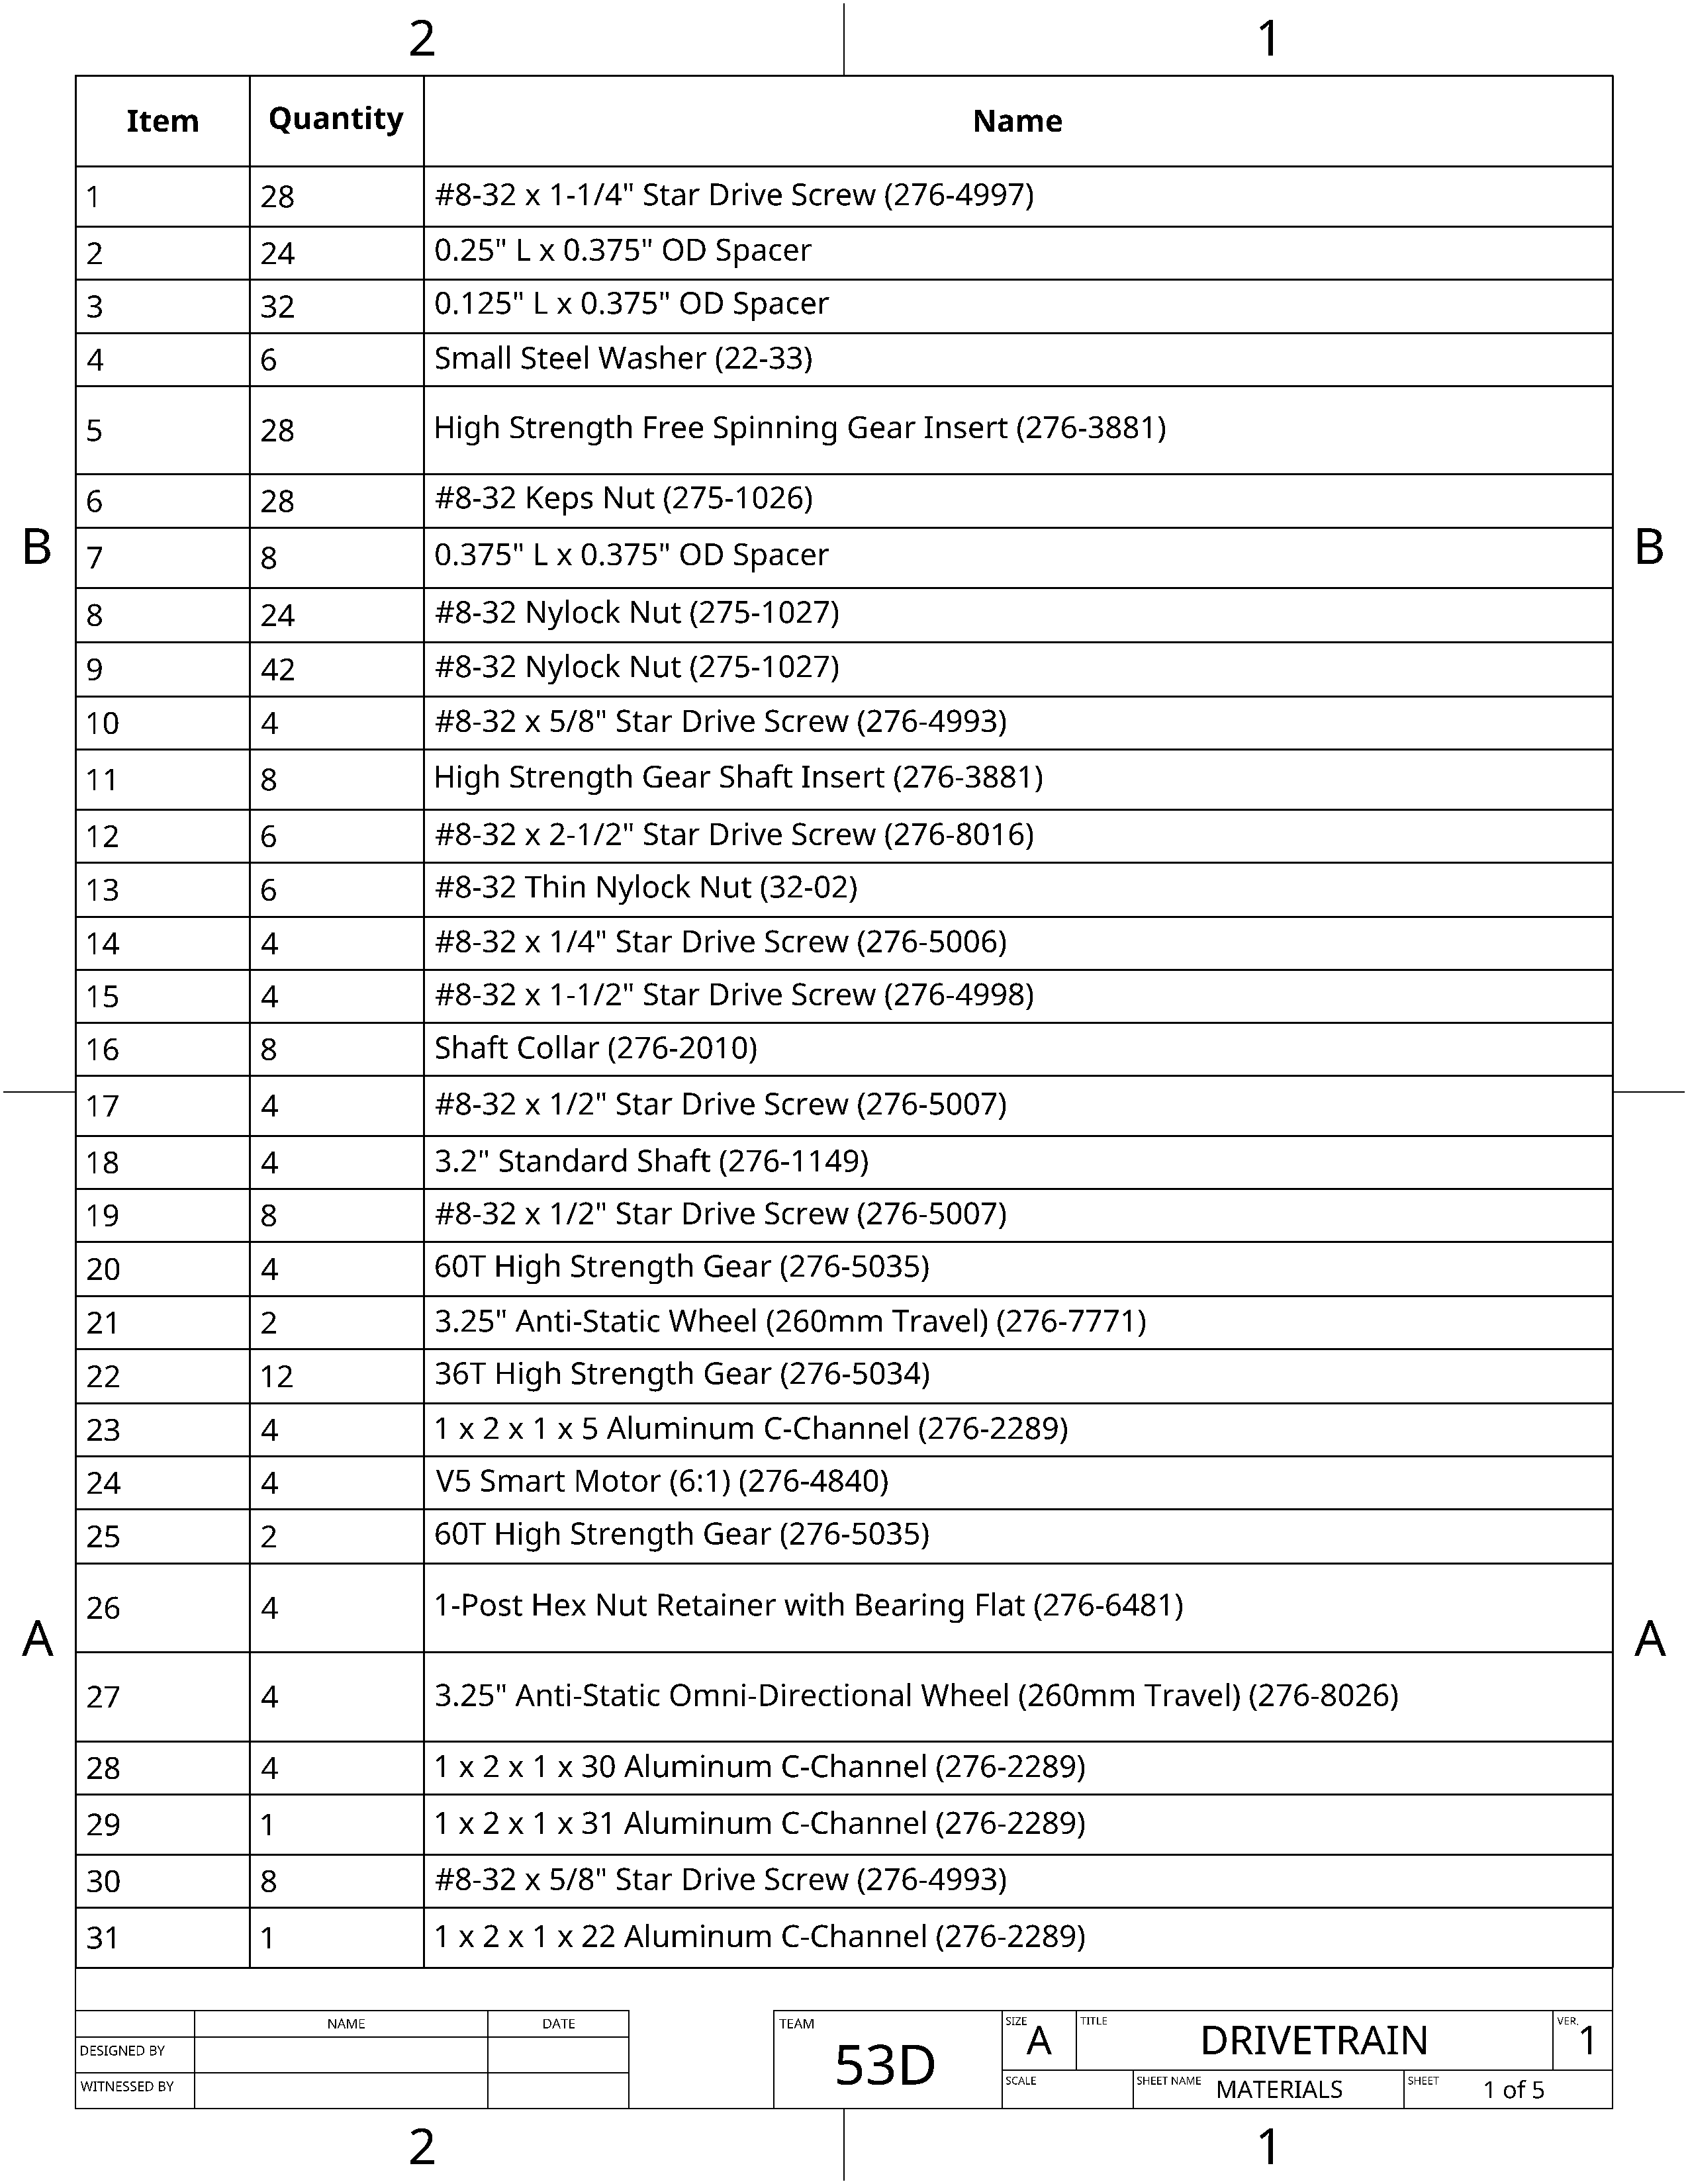 2 1
Item Quantity Name
1 28 #8-32 x 1-1/4" Star Drive Screw (276-4997)
2 24 0.25" L x 0.375" OD Spacer
3 32 0.125" L x 0.375" OD Spacer
4 6 Small Steel Washer (22-33)
5 28 High Strength Free Spinning Gear Insert (276-3881)
6 28 #8-32 Keps Nut (275-1026)
B B
7 8 0.375" L x 0.375" OD Spacer
8 24 #8-32 Nylock Nut (275-1027)
9 42 #8-32 Nylock Nut (275-1027)
10 4 #8-32 x 5/8" Star Drive Screw (276-4993)
11 8 High Strength Gear Shaft Insert (276-3881)
12 6 #8-32 x 2-1/2" Star Drive Screw (276-8016)
13 6 #8-32 Thin Nylock Nut (32-02)
14 4 #8-32 x 1/4" Star Drive Screw (276-5006)
15 4 #8-32 x 1-1/2" Star Drive Screw (276-4998)
16 8 Shaft Collar (276-2010)
17 4 #8-32 x 1/2" Star Drive Screw (276-5007)
18 4 3.2" Standard Shaft (276-1149)
19 8 #8-32 x 1/2" Star Drive Screw (276-5007)
20 4 60T High Strength Gear (276-5035)
21 2 3.25" Anti-Static Wheel (260mm Travel) (276-7771)
22 12 36T High Strength Gear (276-5034)
23 4 1 x 2 x 1 x 5 Aluminum C-Channel (276-2289)
24 4 V5 Smart Motor (6:1) (276-4840)
25 2 60T High Strength Gear (276-5035)
26 4 1-Post Hex Nut Retainer with Bearing Flat (276-6481)
A A
27 4 3.25" Anti-Static Omni-Directional Wheel (260mm Travel) (276-8026)
28 4 1 x 2 x 1 x 30 Aluminum C-Channel (276-2289)
29 1 1 x 2 x 1 x 31 Aluminum C-Channel (276-2289)
30 8 #8-32 x 5/8" Star Drive Screw (276-4993)
31 1 1 x 2 x 1 x 22 Aluminum C-Channel (276-2289)
NAME DATE
DESIGNED BY
WITNESSED BY
TEAM
53D
SIZE A
TITLE DRIVETRAIN
VER. 1
SCALE
SHEET NAME MATERIALS
SHEET 1 of 5
2 1